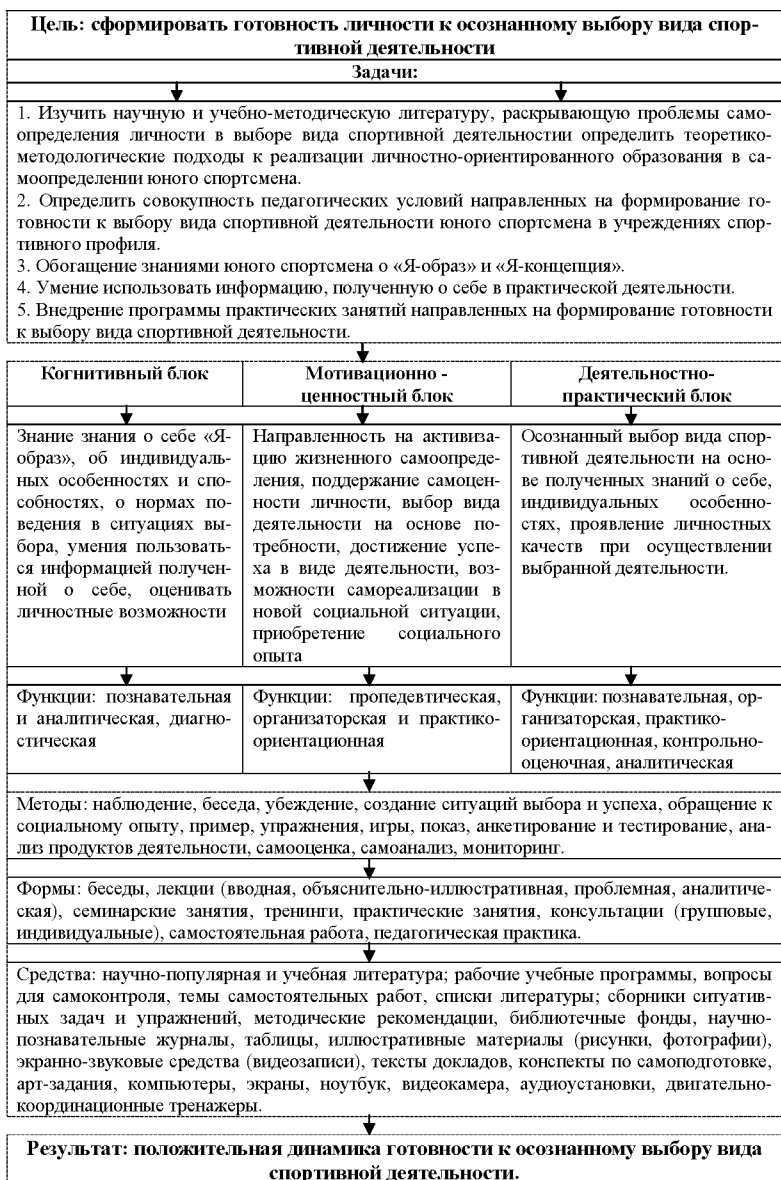 Цель: сформировать готовность личности к осознанному выбору вида спор-
тивной деятельности
Задачи:
1. Изучить научную и учебно-методическую литературу, раскрывающую проблемы само-
определения личности в выборе вида спортивной деятельностии определить теоретико-
методологические подходы к реализации личностно-ориентированного образования в са-
моопределении юного спортсмена.
2. Определить совокупность педагогических условий направленных на формирование го-
товности к выбору вида спортивной деятельности юного спортсмена в учреждениях спор-
тивного профиля.
3. Обогащение знаниями юного спортсмена о «Я-образ» и «Я-концепция».
4. Умение использовать информацию, полученную о себе в практической деятельности.
5. Внедрение программы практических занятий направленных на формирование готовности
к выбору вида спортивной деятельности.
Когнитивный блок
Мотивационно -
ценностный блок
Деятельностно-
практический блок
Знание знания о себе «Я-
образ», об индивидуаль-
ных особенностях и спо-
собностях, о нормах по-
ведения в ситуациях вы-
бора, умения пользовать-
ся информацией получен-
ной о себе, оценивать
личностные возможности
Направленность на активиза-
цию жизненного самоопреде-
ления, поддержание самоцен-
ности личности, выбор вида
деятельности на основе по-
требности, достижение успе-
ха в виде деятельности, воз-
можности самореализации в
новой социальной ситуации,
приобретение социального
опыта
Осознанный выбор вида спор-
тивной деятельности на осно-
ве полученных знаний о себе,
индивидуальных особенно-
стях, проявление личностных
качеств при осуществлении
выбранной деятельности.
Функции: познавательная
и аналитическая, диагно-
стическая
Функции: пропедевтическая,
организаторская и практико-
ориентационная
Функции: познавательная, ор-
ганизаторская, практико-
ориентационная, контрольно-
оценочная, аналитическая
Методы: наблюдение, беседа, убеждение, создание ситуаций выбора и успеха, обращение к
социальному опыту, пример, упражнения, игры, показ, анкетирование и тестирование, ана-
лиз продуктов деятельности, самооценка, самоанализ, мониторинг.
Формы: беседы, лекции (вводная, объяснительно-иллюстративная, проблемная, аналитиче-
ская), семинарские занятия, тренинги, практические занятия, консультации (групповые,
индивидуальные), самостоятельная работа, педагогическая практика.
Средства: научно-популярная и учебная литература; рабочие учебные программы, вопросы
для самоконтроля, темы самостоятельных работ, списки литературы; сборники ситуатив-
ных задач и упражнений, методические рекомендации, библиотечные фонды, научно-
познавательные журналы, таблицы, иллюстративные материалы (рисунки, фотографии),
экранно-звуковые средства (видеозаписи), тексты докладов, конспекты по самоподготовке,
арт-задания, компьютеры, экраны, ноутбук, видеокамера, аудиоустановки, двигательно-
координационные тренажеры.
Результат: положительная динамика готовности к осознанному выбору вида
спортивной деятельности.